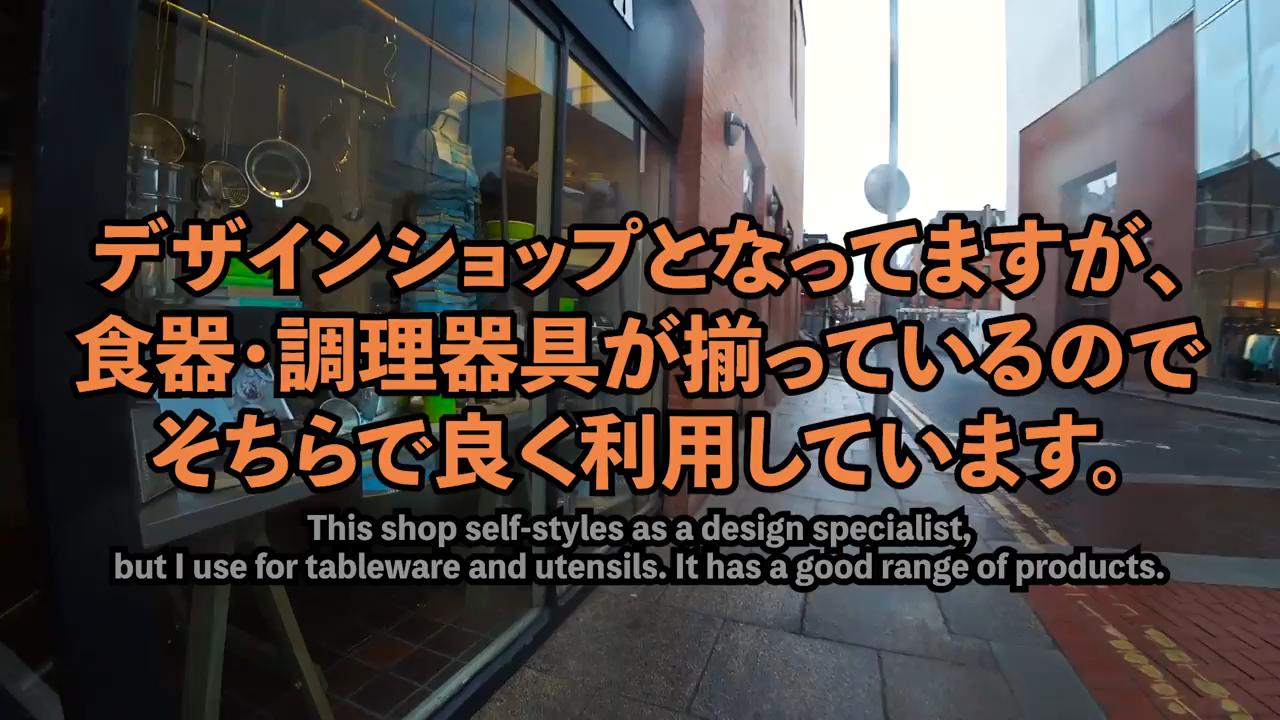 デザインショップとなってますが、
食器・調理器具が揃っているので
そちらで良く利用しています。
This shop self-styles as a design specialist,
but I use for tableware and utensils. It has a good range of products.